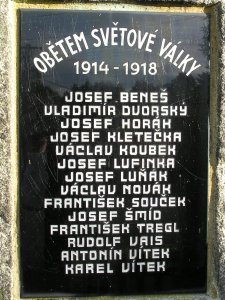 OBĚTEM SVĚTOVÉ VÁLKY
1914 - 1918
JOSEF BENEŠ
VLADIMÍR DVORSKÝ
JOSEF HORÁK
JOSEF KLETEČKA
VÁCLAV KOUBEK
JOSEF LUFINKA
JOSEF LUŇÁK
VÁCLAV NOVÁK
FRANTIŠEK SOUČEK
JOSEF ŠMÍD
FRANTIŠEK TREGL
RUDOLF VAIS
ANTONÍN VÍTEK
KAREL VÍTEK